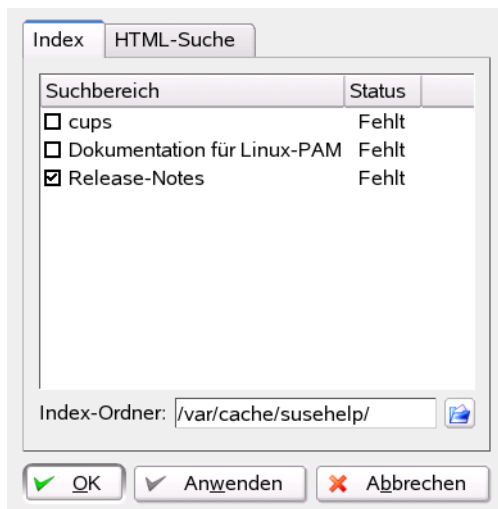 Index HTML-Suche
Suchbereich Status
cups Fehlt
Dokumentation für Linux-PAM Fehlt
Release-Notes Fehlt
Index-Ordner: /var/cache/susehelp/
OK Anwenden Abbrechen